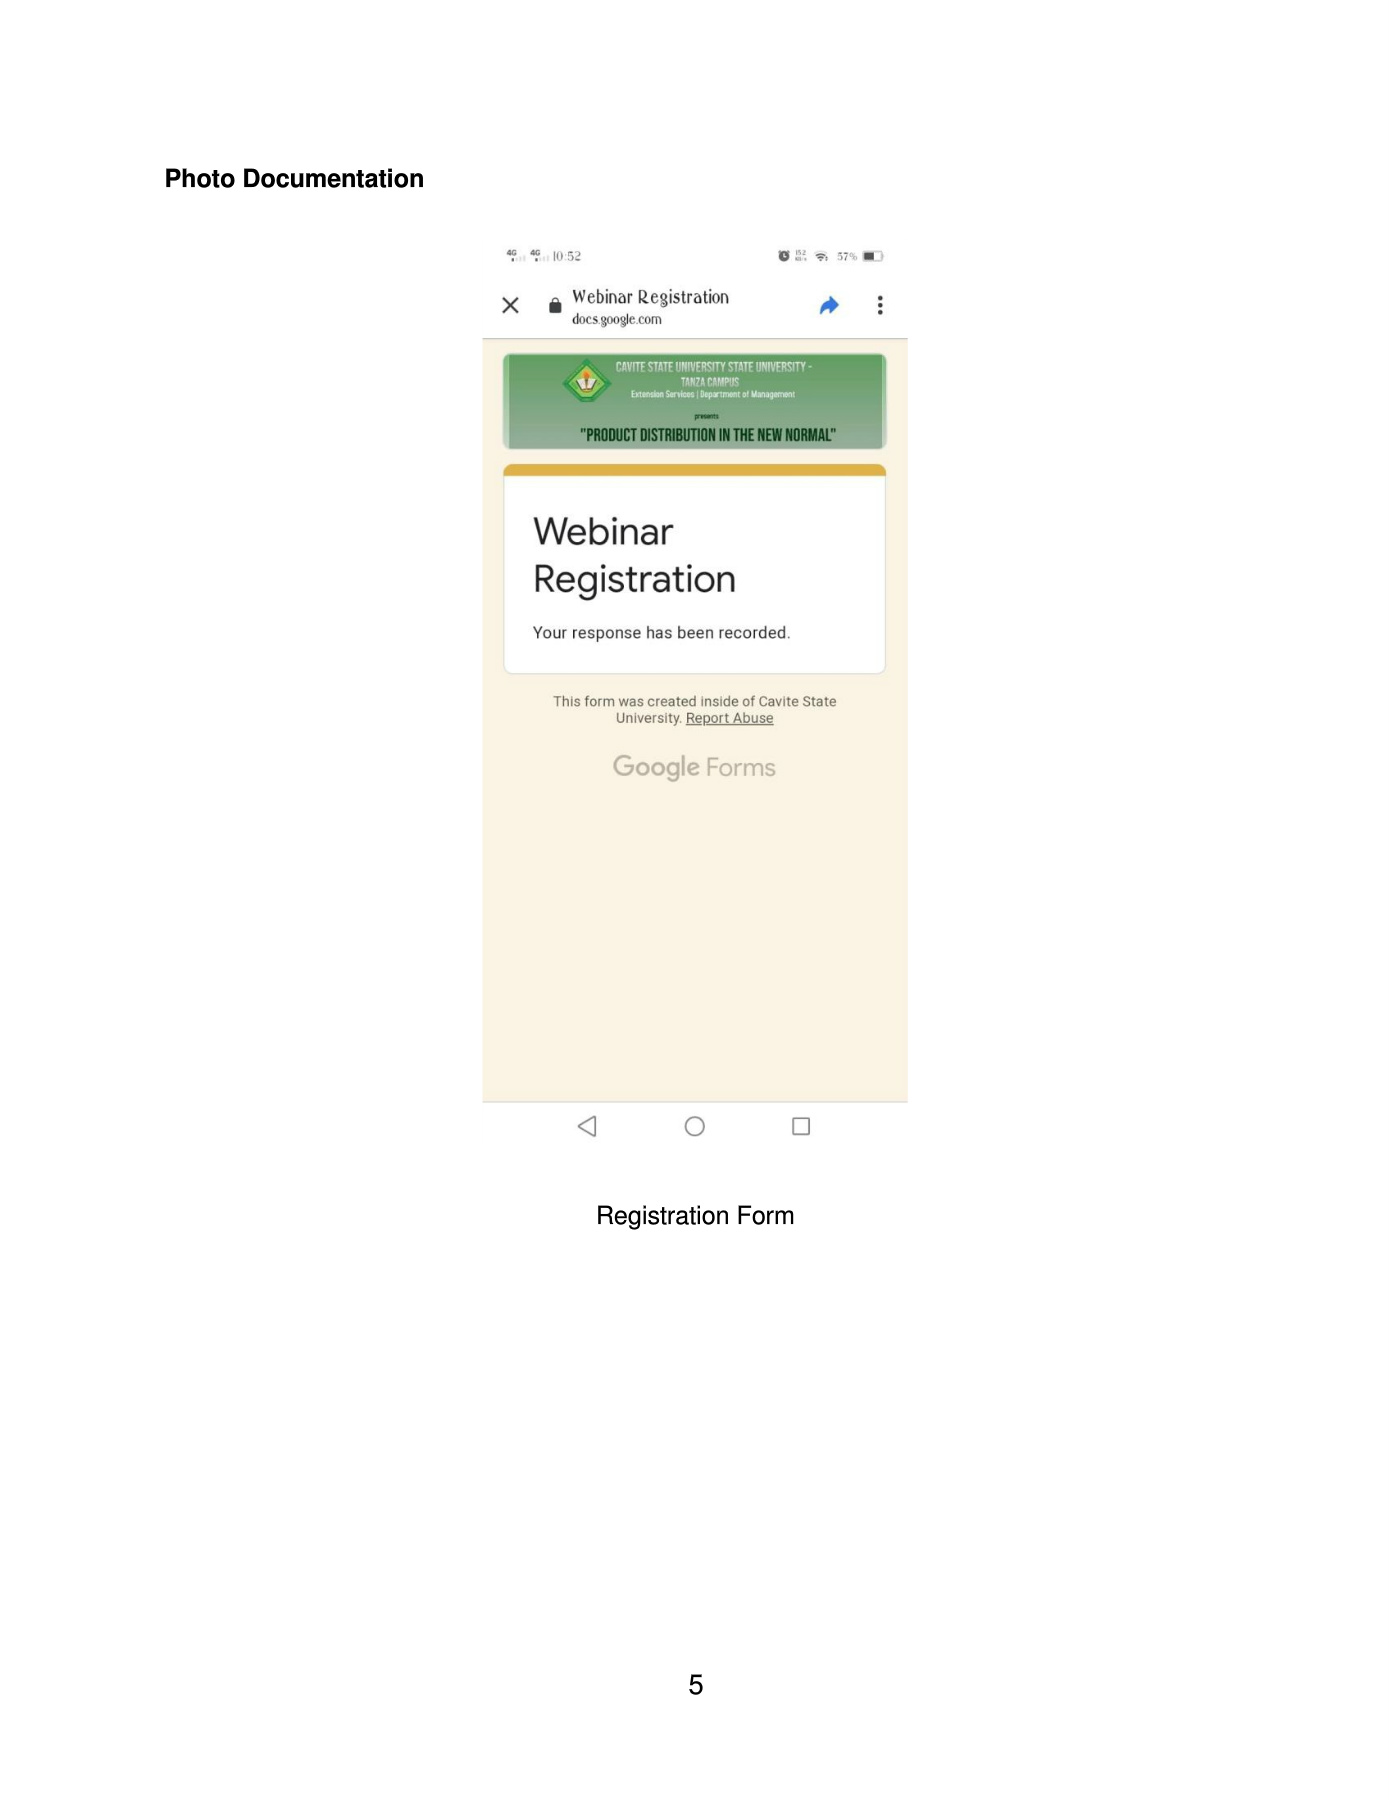 Photo Documentation
4G 4G 10:52 57%
Webinar Registration
docs.google.com
CAVITE STATE UNIVERSITY STATE UNIVERSITY -
TANZA CAMPUS
Extension Services | Department of Management
presents
"PRODUCT DISTRIBUTION IN THE NEW NORMAL"
Webinar
Registration
Your response has been recorded.
This form was created inside of Cavite State
University. Report Abuse
Google Forms
Registration Form
5